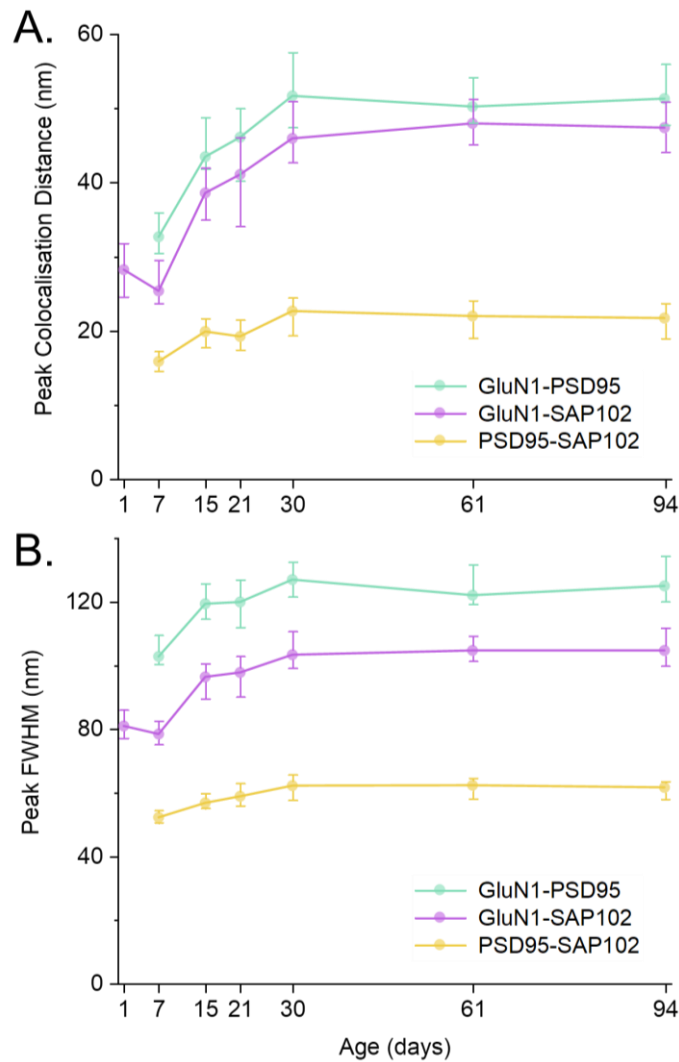 A.
Peak Colocalisation Distance (nm)
60
40
20
0
GluN1-PSD95
GluN1-SAP102
PSD95-SAP102
1 7 15 21 30 61 94
B.
Peak FWHM (nm)
120
80
40
0
GluN1-PSD95
GluN1-SAP102
PSD95-SAP102
1 7 15 21 30 61 94
Age (days)